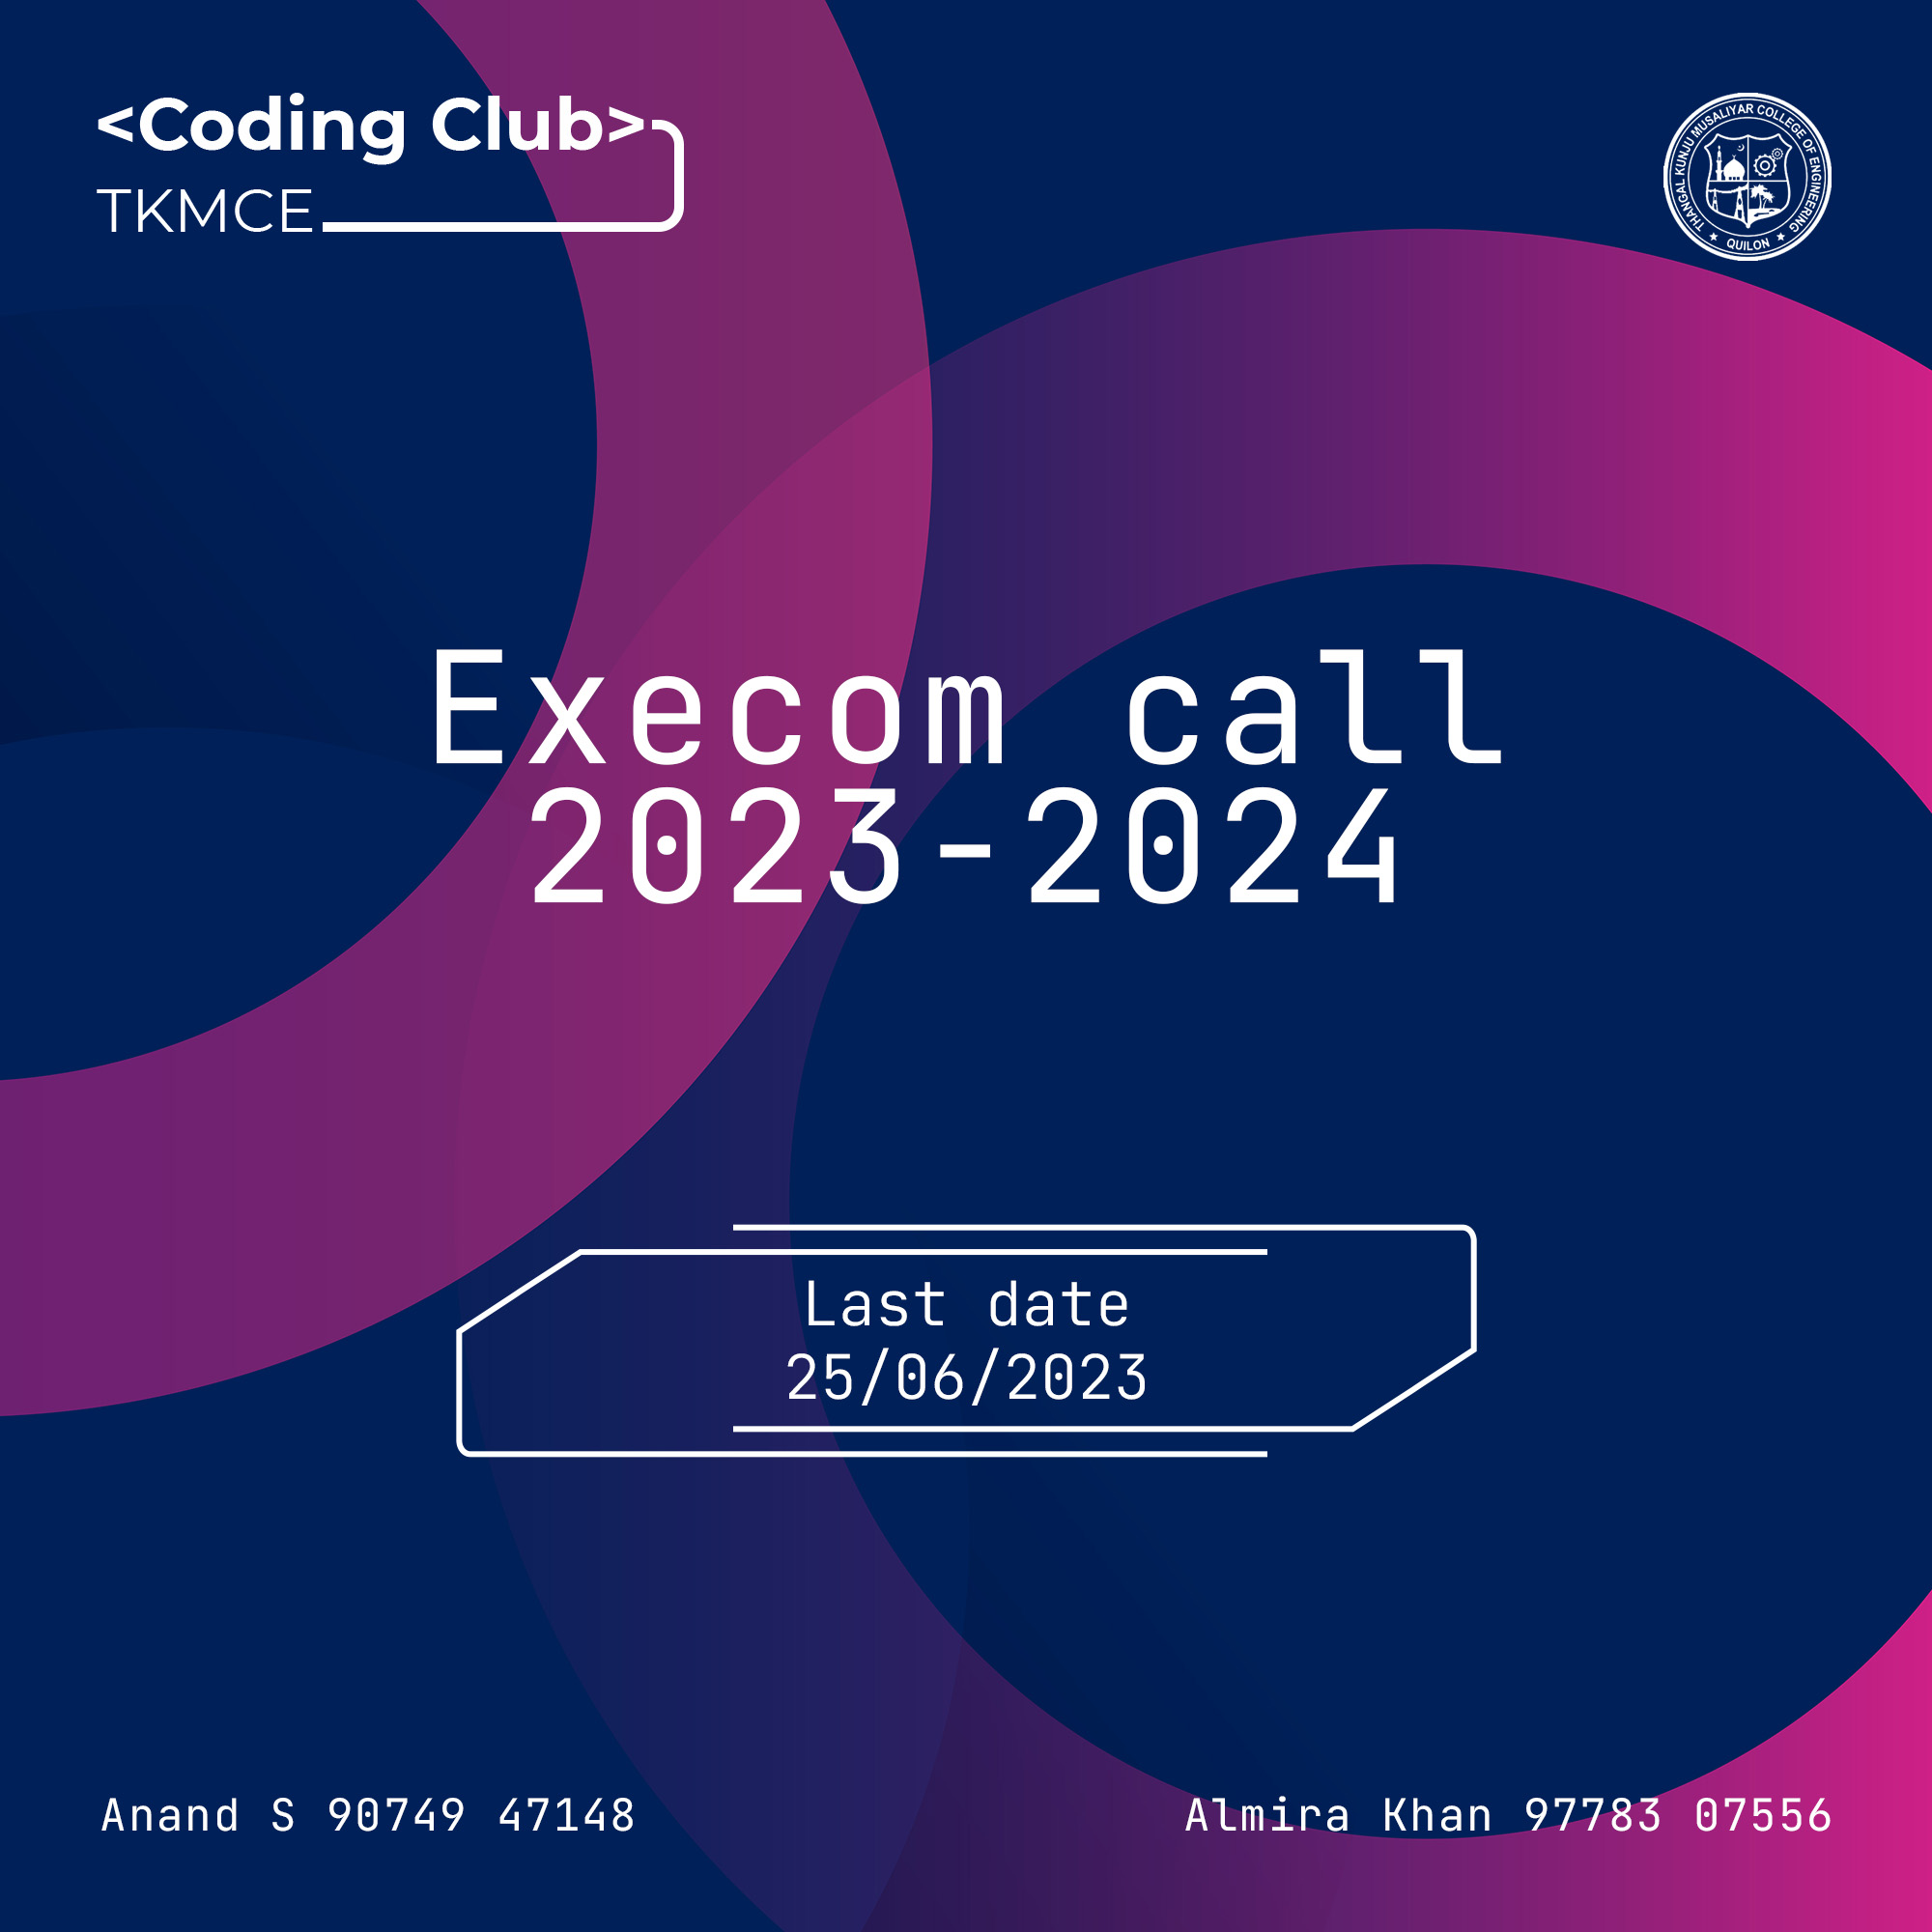 <Coding Club>
TKMCE
THANGAL KUNJU MUSALIYAR COLLEGE OF ENGINEERING
★ QUILON ★
Execom call
2023-2024
Last date
25/06/2023
Anand S 90749 47148
Almira Khan 97783 07556